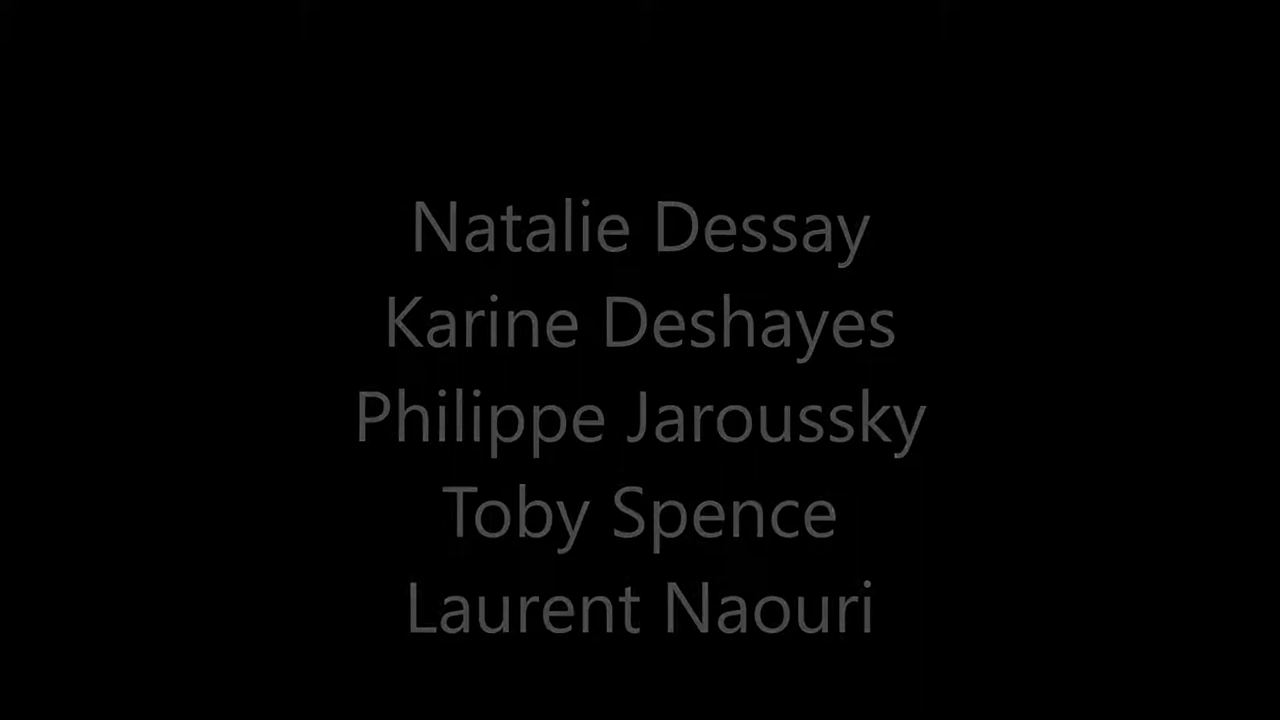 Natalie Dessay
Karine Deshayes
Philippe Jaroussky
Toby Spence
Laurent Naouri